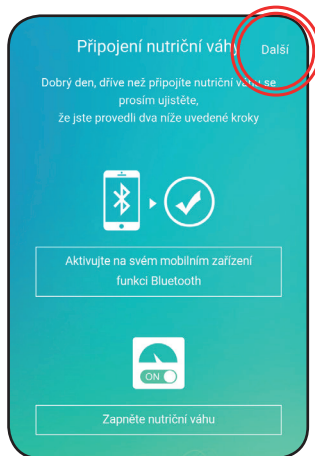 Připojení nutriční váhy
Další
Dobrý den, dříve než připojíte nutriční váhu se
prosím ujistěte,
že jste provedli dva níže uvedené kroky
Aktivujte na svém mobilním zařízení
funkci Bluetooth
ON
Zapněte nutriční váhu